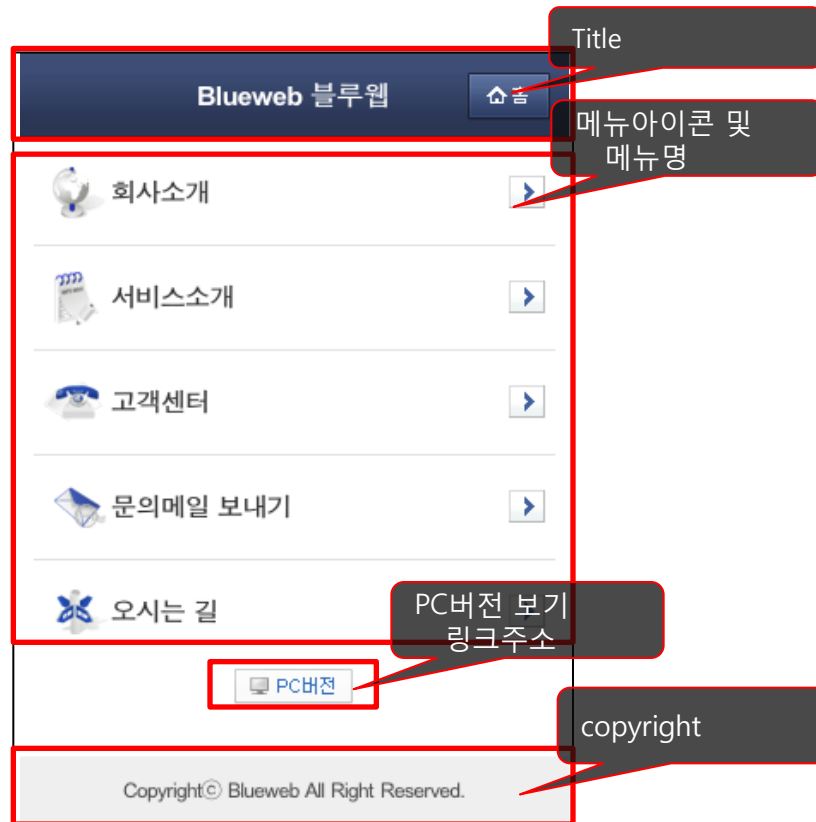 Title
Blueweb 블루웹
홈
메뉴아이콘 및
메뉴명
회사소개
서비스소개
고객센터
문의메일 보내기
오시는 길
PC버전 보기
링크주소
PC버전
copyright
Copyrightⓒ Blueweb All Right Reserved.